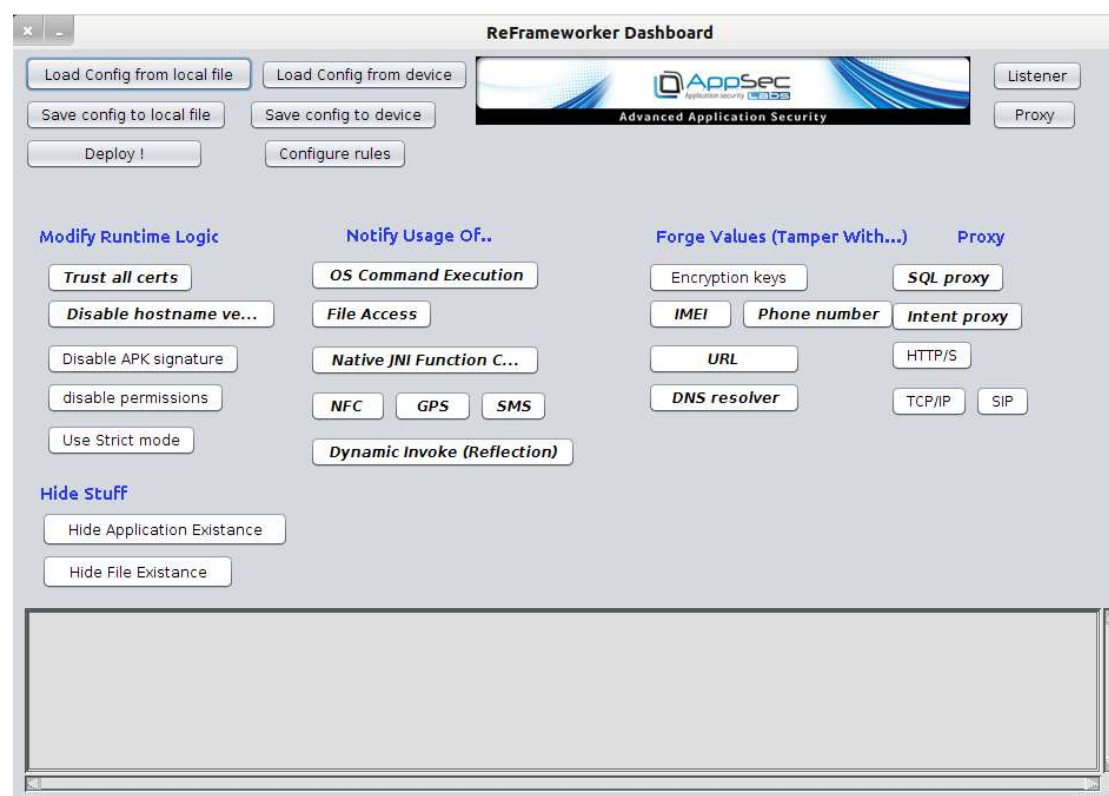 ReFrameworker Dashboard
Load Config from local file
Load Config from device
Save config to local file
Save config to device
Deploy !
Configure rules
AppSec
Application security LABS
Advanced Application Security
Listener
Proxy
Modify Runtime Logic
Trust all certs
Disable hostname ve...
Disable APK signature
disable permissions
Use Strict mode
Notify Usage Of..
OS Command Execution
File Access
Native JNI Function C...
NFC GPS SMS
Dynamic Invoke (Reflection)
Forge Values (Tamper With...)
Encryption keys
IMEI Phone number
URL
DNS resolver
Proxy
SQL proxy
Intent proxy
HTTP/S
TCP/IP SIP
Hide Stuff
Hide Application Existance
Hide File Existance